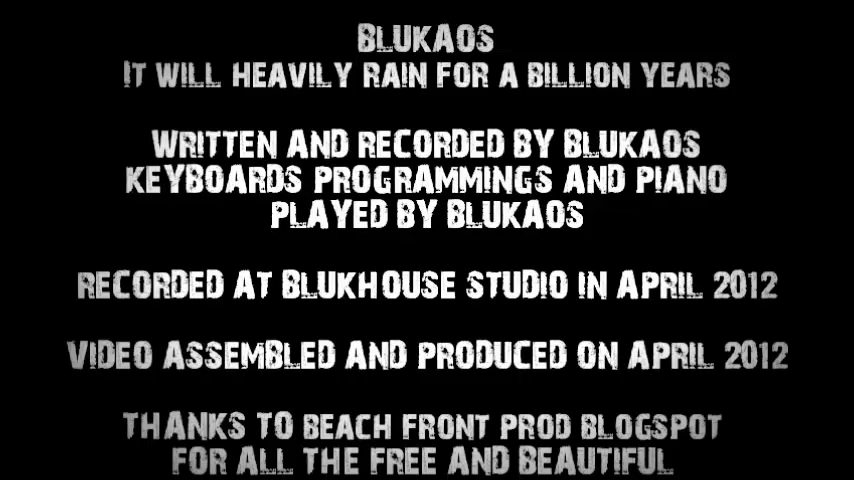 BLUKAOS
IT WILL HEAVILY RAIN FOR A BILLION YEARS
WRITTEN AND RECORDED BY BLUKAOS
KEYBOARDS PROGRAMMINGS AND PIANO
PLAYED BY BLUKAOS
RECORDED AT BLUKHOUSE STUDIO IN APRIL 2012
VIDEO ASSEMBLED AND PRODUCED ON APRIL 2012
THANKS TO BEACH FRONT PROD BLOGSPOT
FOR ALL THE FREE AND BEAUTIFUL